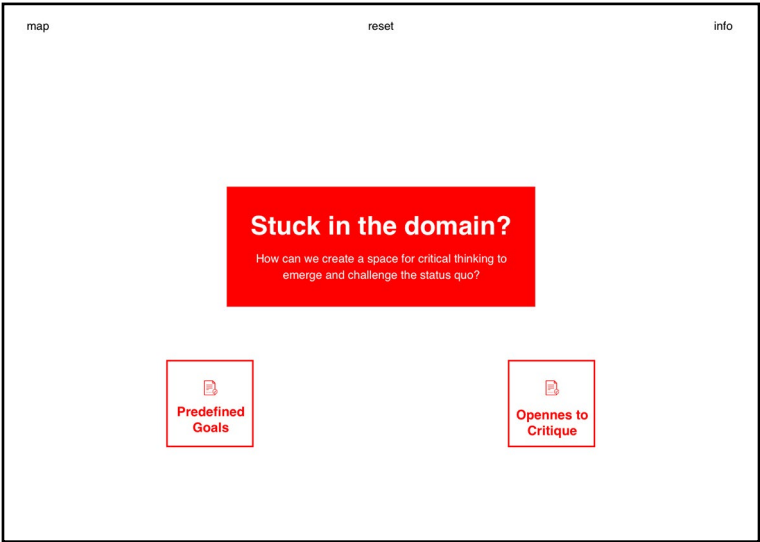 map
reset
info
Stuck in the domain?
How can we create a space for critical thinking to
emerge and challenge the status quo?
Predefined
Goals
Opennes to
Critique